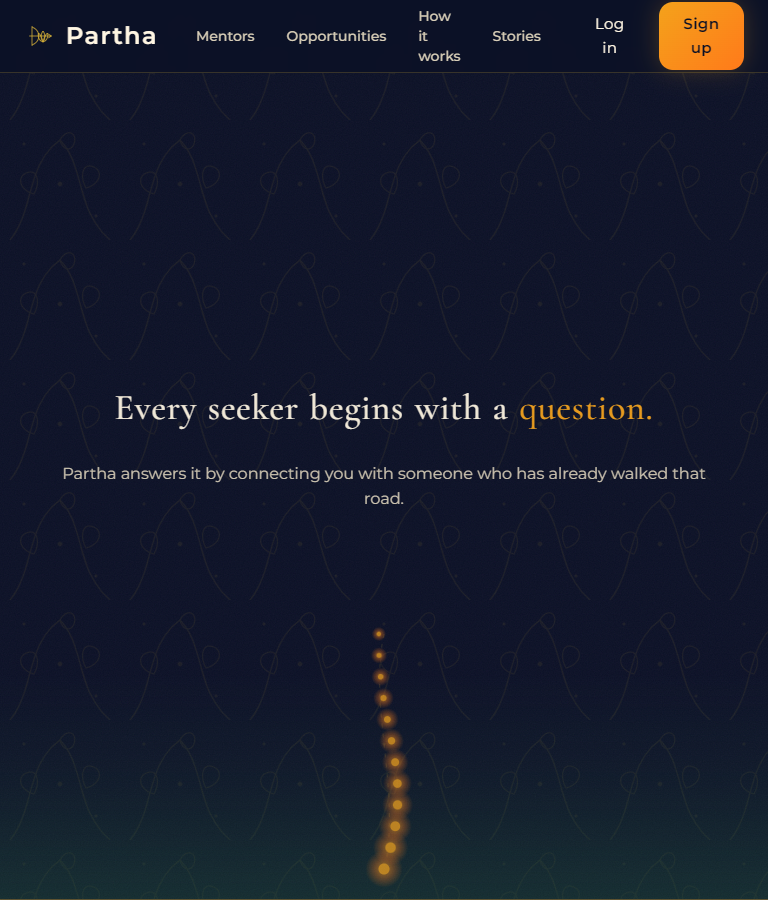 Partha
Mentors
Opportunities
How
it
works
Stories
Log
in
Sign
up
Every seeker begins with a question.
Partha answers it by connecting you with someone who has already walked that
road.